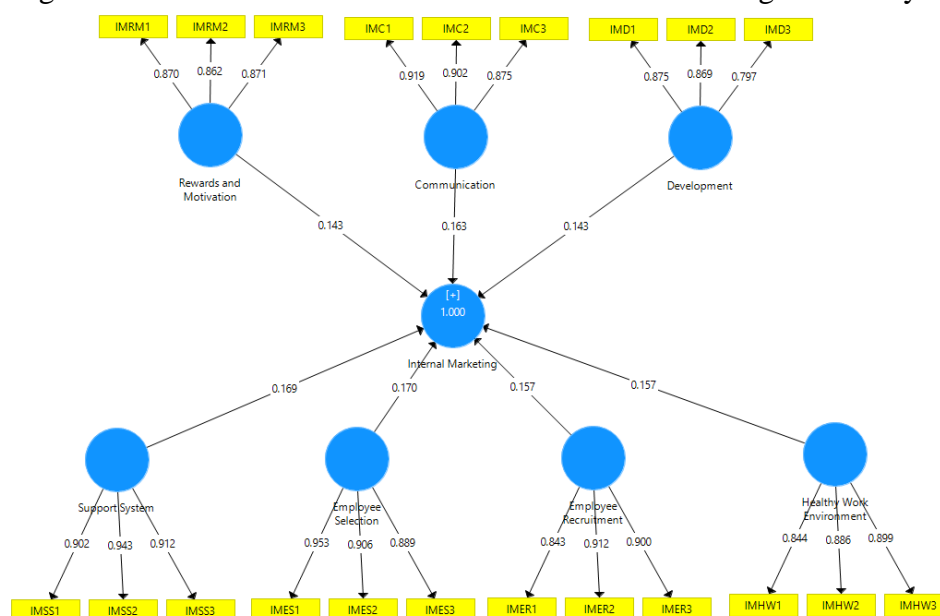 IMRM1 IMRM2 IMRM3 IMC1 IMC2 IMC3 IMD1 IMD2 IMD3
0.870 0.862 0.871 0.919 0.902 0.875 0.875 0.869 0.797
Rewards and
Motivation
Communication
Development
0.143 0.163 0.143
[+]
1.000
Internal Marketing
0.169 0.170 0.157 0.157
Support System
Employee
Selection
Employee
Recruitment
Healthy Work
Environment
0.902 0.943 0.912 0.953 0.906 0.889 0.843 0.912 0.900 0.844 0.886 0.899
IMSS1 IMSS2 IMSS3 IMES1 IMES2 IMES3 IMER1 IMER2 IMER3 IMHW1 IMHW2 IMHW3